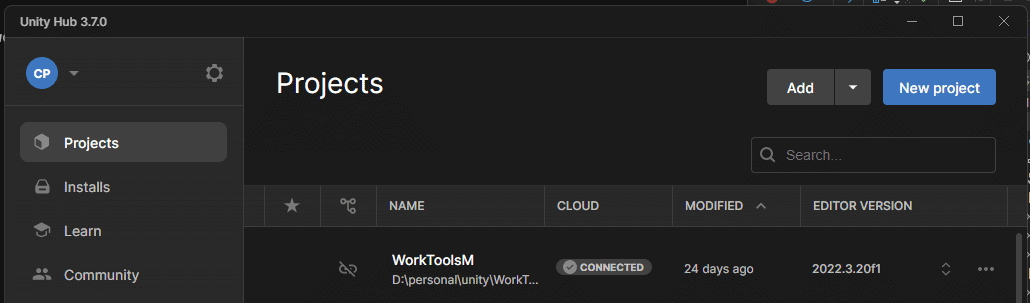 Unity Hub 3.7.0
CP
Projects
Add
New project
Projects
Search...
Installs
NAME
CLOUD
MODIFIED
EDITOR VERSION
Learn
WorkToolsM
CONNECTED
24 days ago
2022.3.20f1
D:\personal\unity\WorkT...
Community